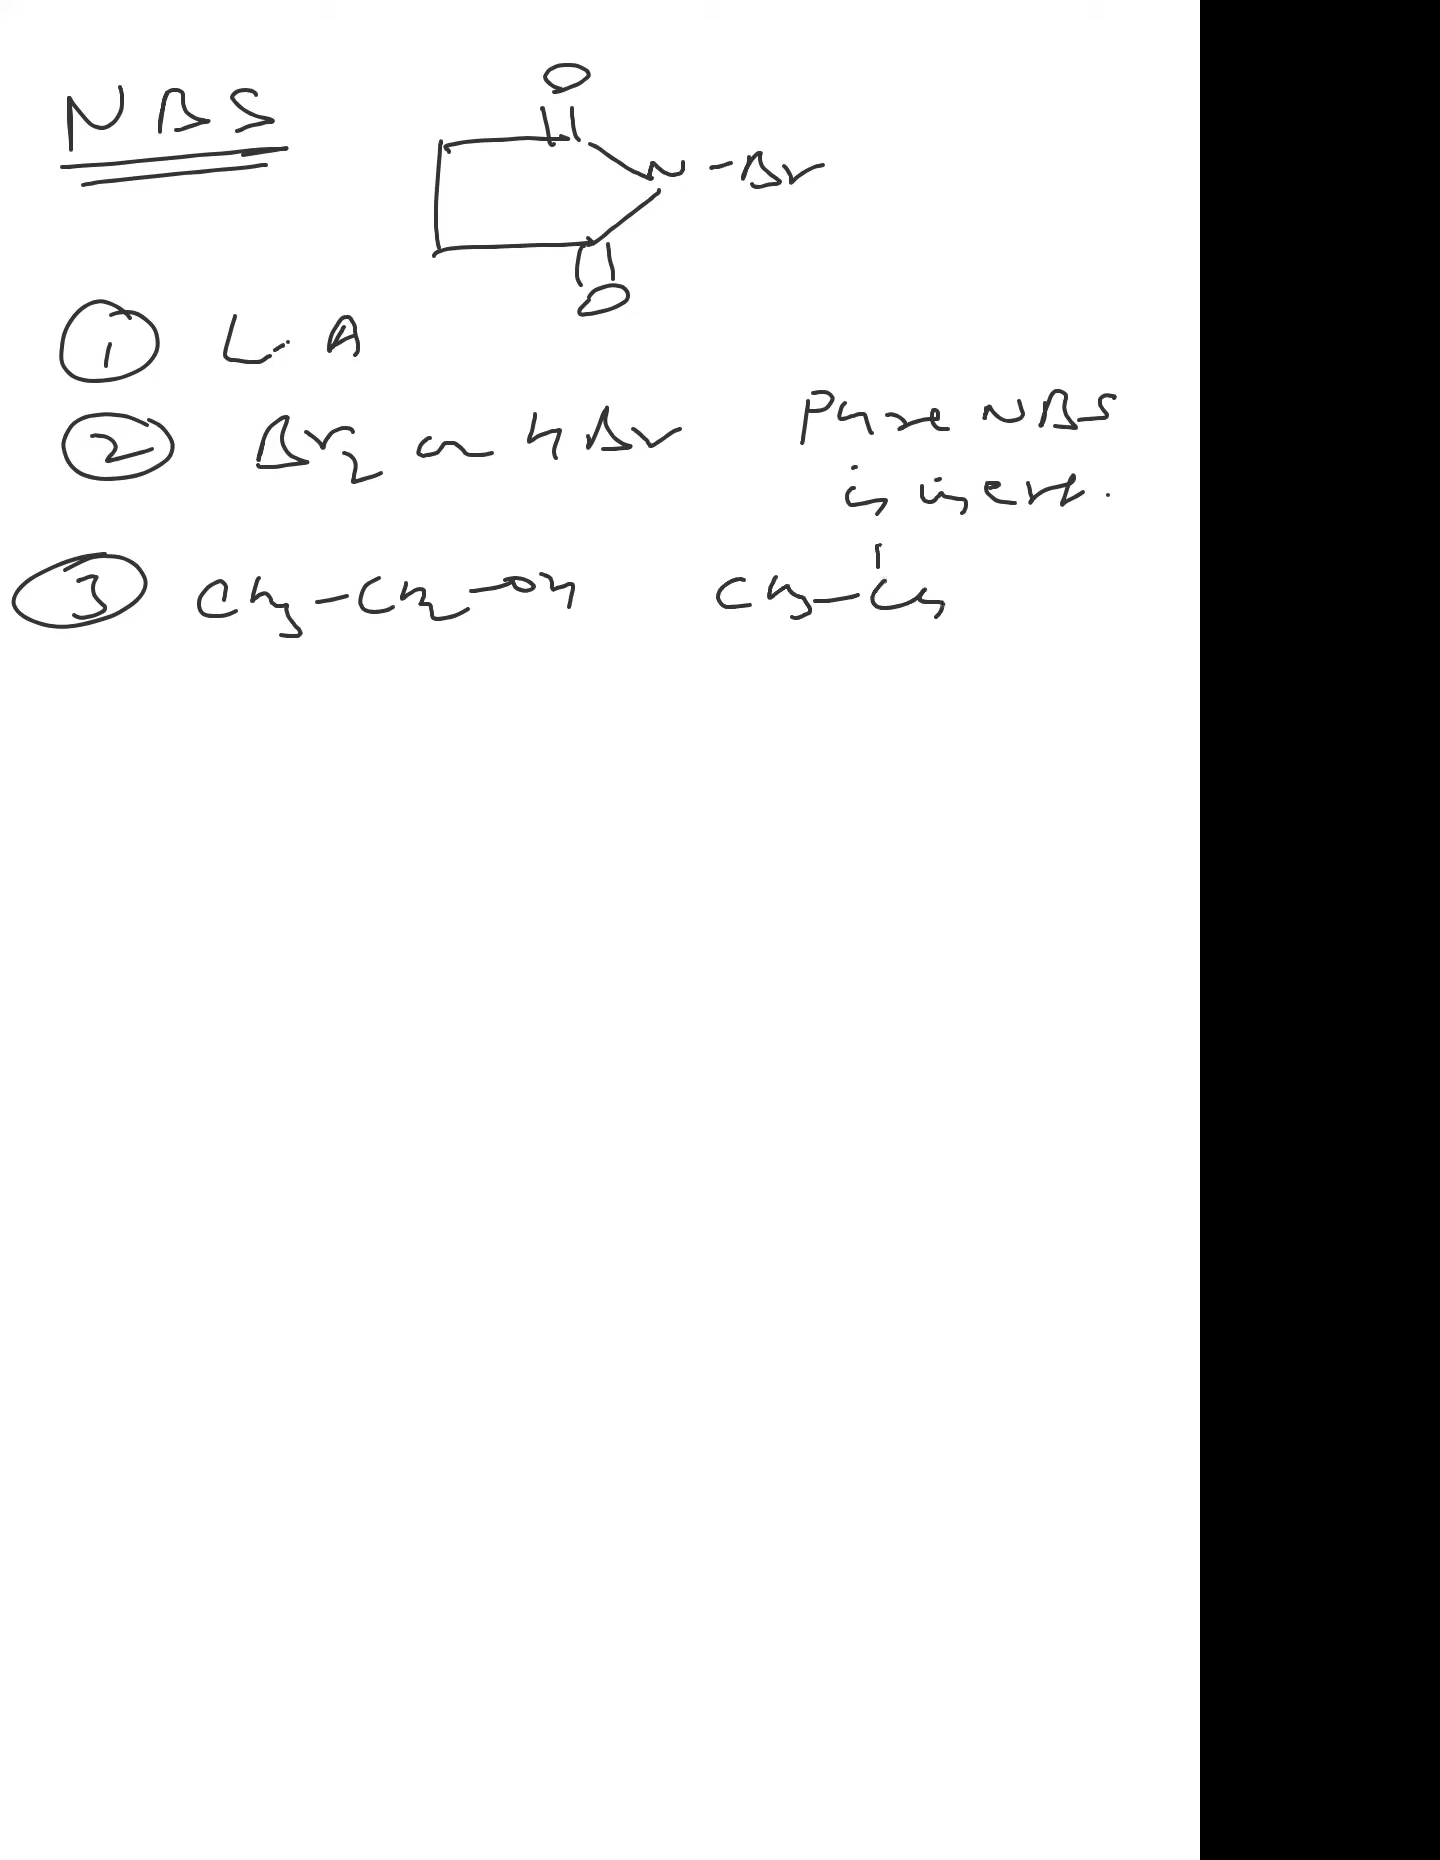 NBS
O
N-Br
O
① L.A
② Br2 or HBr Pure NBS
is inert.
③ CH3-CH2-OH CH3-CH